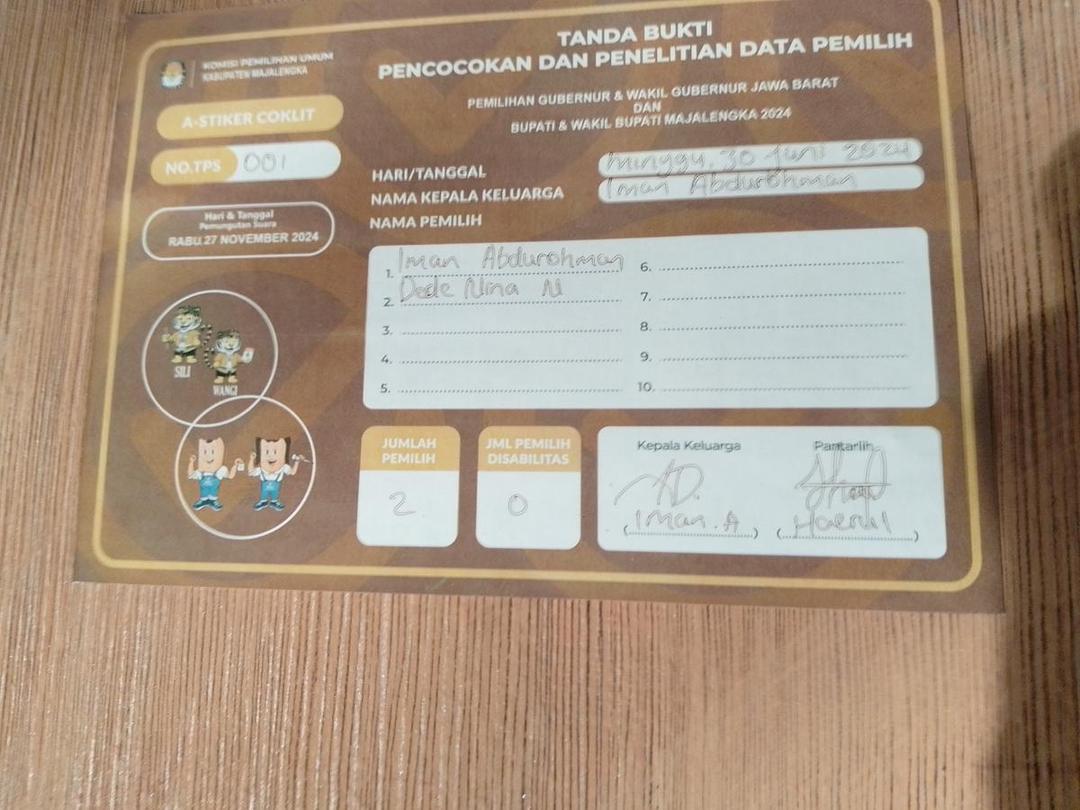 KOMISI PEMILIHAN UMUM
KABUPATEN MAJALENGKA
TANDA BUKTI
PENCOCOKAN DAN PENELITIAN DATA PEMILIH
PEMILIHAN GUBERNUR & WAKIL GUBERNUR JAWA BARAT
DAN
BUPATI & WAKIL BUPATI MAJALENGKA 2024
A-STIKER COKLIT
NO.TPS 001
Hari & Tanggal
Pemungutan Suara
RABU.27 NOVEMBER 2024
HARI/TANGGAL Minggu, 30 Juni 2024
NAMA KEPALA KELUARGA Iman Abdurohman
NAMA PEMILIH
1. Iman Abdurohman
2. Dede Nina N
3.
4.
5.
6.
7.
8.
9.
10.
SILI
WANGI
JUMLAH
PEMILIH
2
JML PEMILIH
DISABILITAS
0
Kepala Keluarga
AD.
(Iman.A)
Pantarlih
(Haerul)